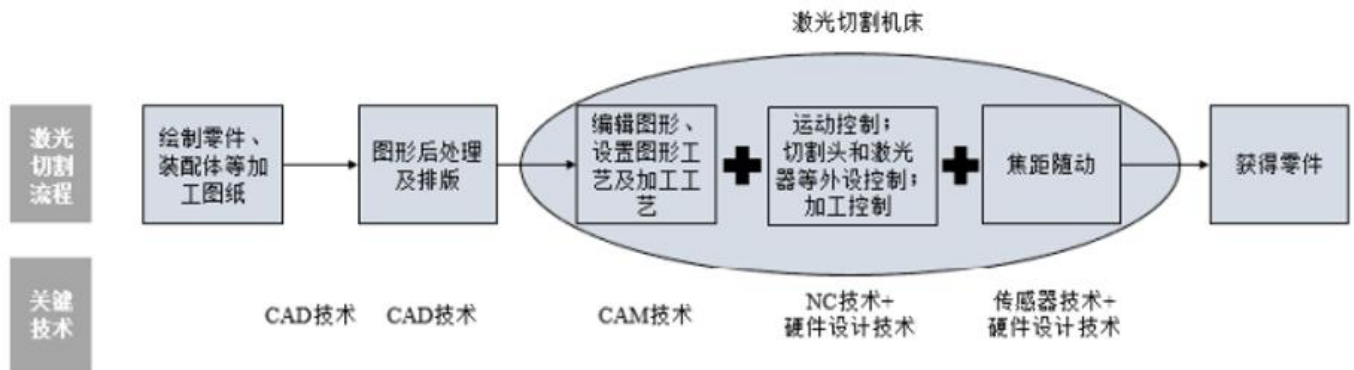 激光切割机床
激光
切割
流程
绘制零件、
装配体等加
工图纸
图形后处理
及排版
编辑图形、
设置图形工
艺及加工工
艺
运动控制；
切割头和激光
器等外设控制；
加工控制
焦距随动
获得零件
关键
技术
CAD技术
CAD技术
CAM技术
NC技术+
硬件设计技术
传感器技术+
硬件设计技术